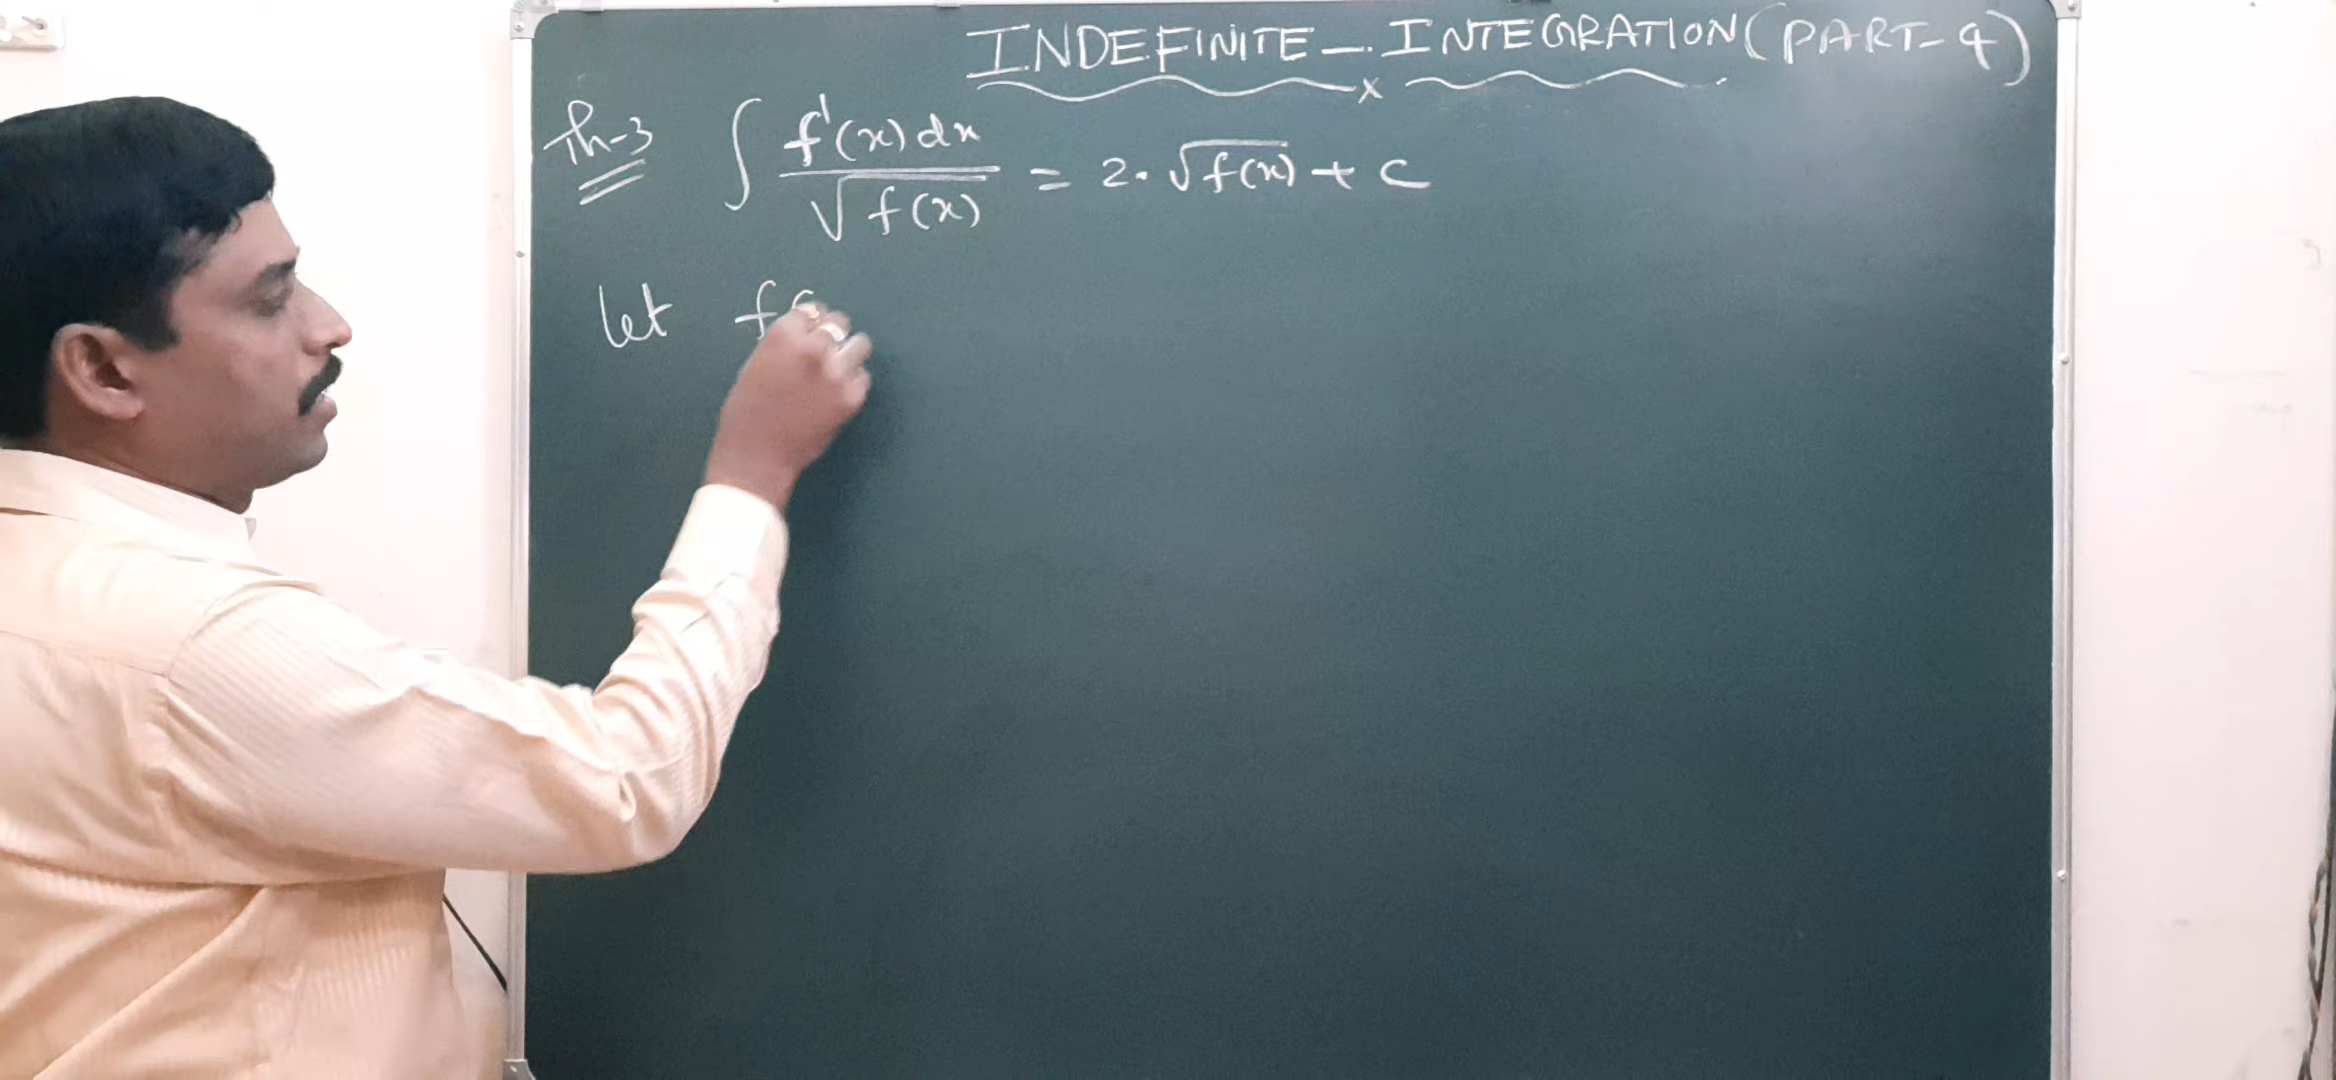 INDEFINITE - INTEGRATION (PART-4)
Th-3 ∫ f'(x) dx / √f(x) = 2·√f(x) + c
let f(